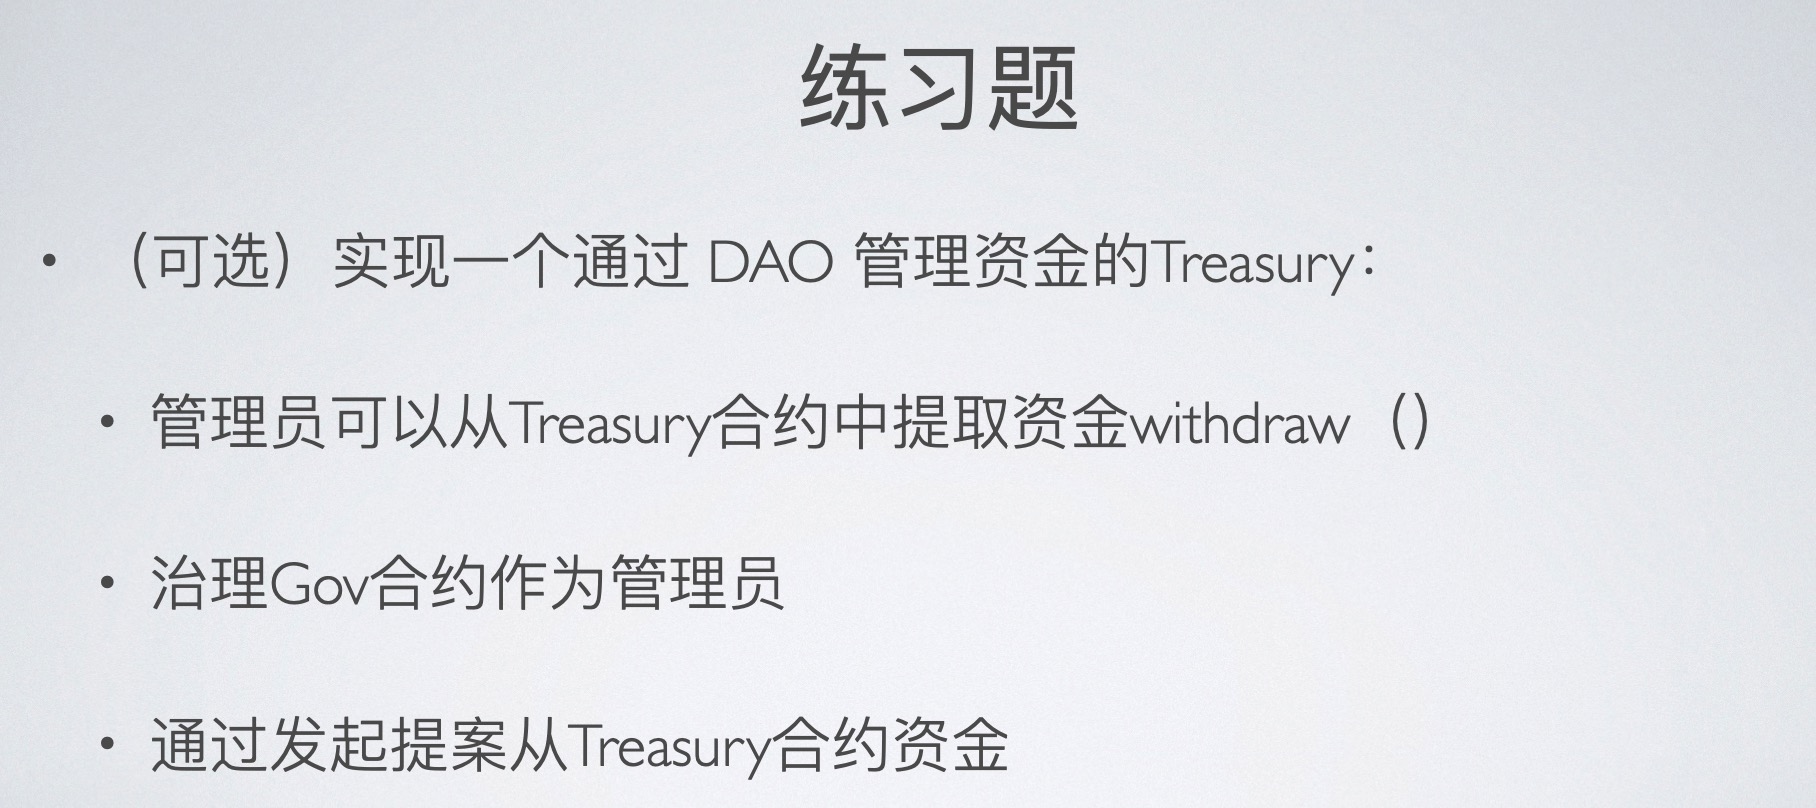 练习题
• （可选） 实现一个通过 DAO 管理资金的Treasury：
• 管理员可以从Treasury合约中提取资金withdraw（）
• 治理Gov合约作为管理员
• 通过发起提案从Treasury合约资金